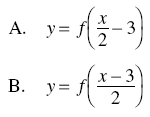 A. y = f(x/2 − 3)
B. y = f((x − 3)/2)